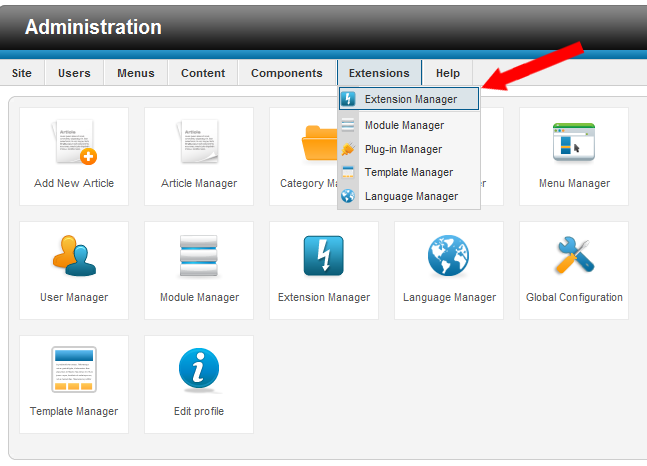 Administration
Site Users Menus Content Components Extensions Help
Extension Manager
Module Manager
Plug-in Manager
Template Manager
Language Manager
Article
Article
Add New Article Article Manager Category Ma r Menu Manager
User Manager Module Manager Extension Manager Language Manager Global Configuration
Template Manager Edit profile